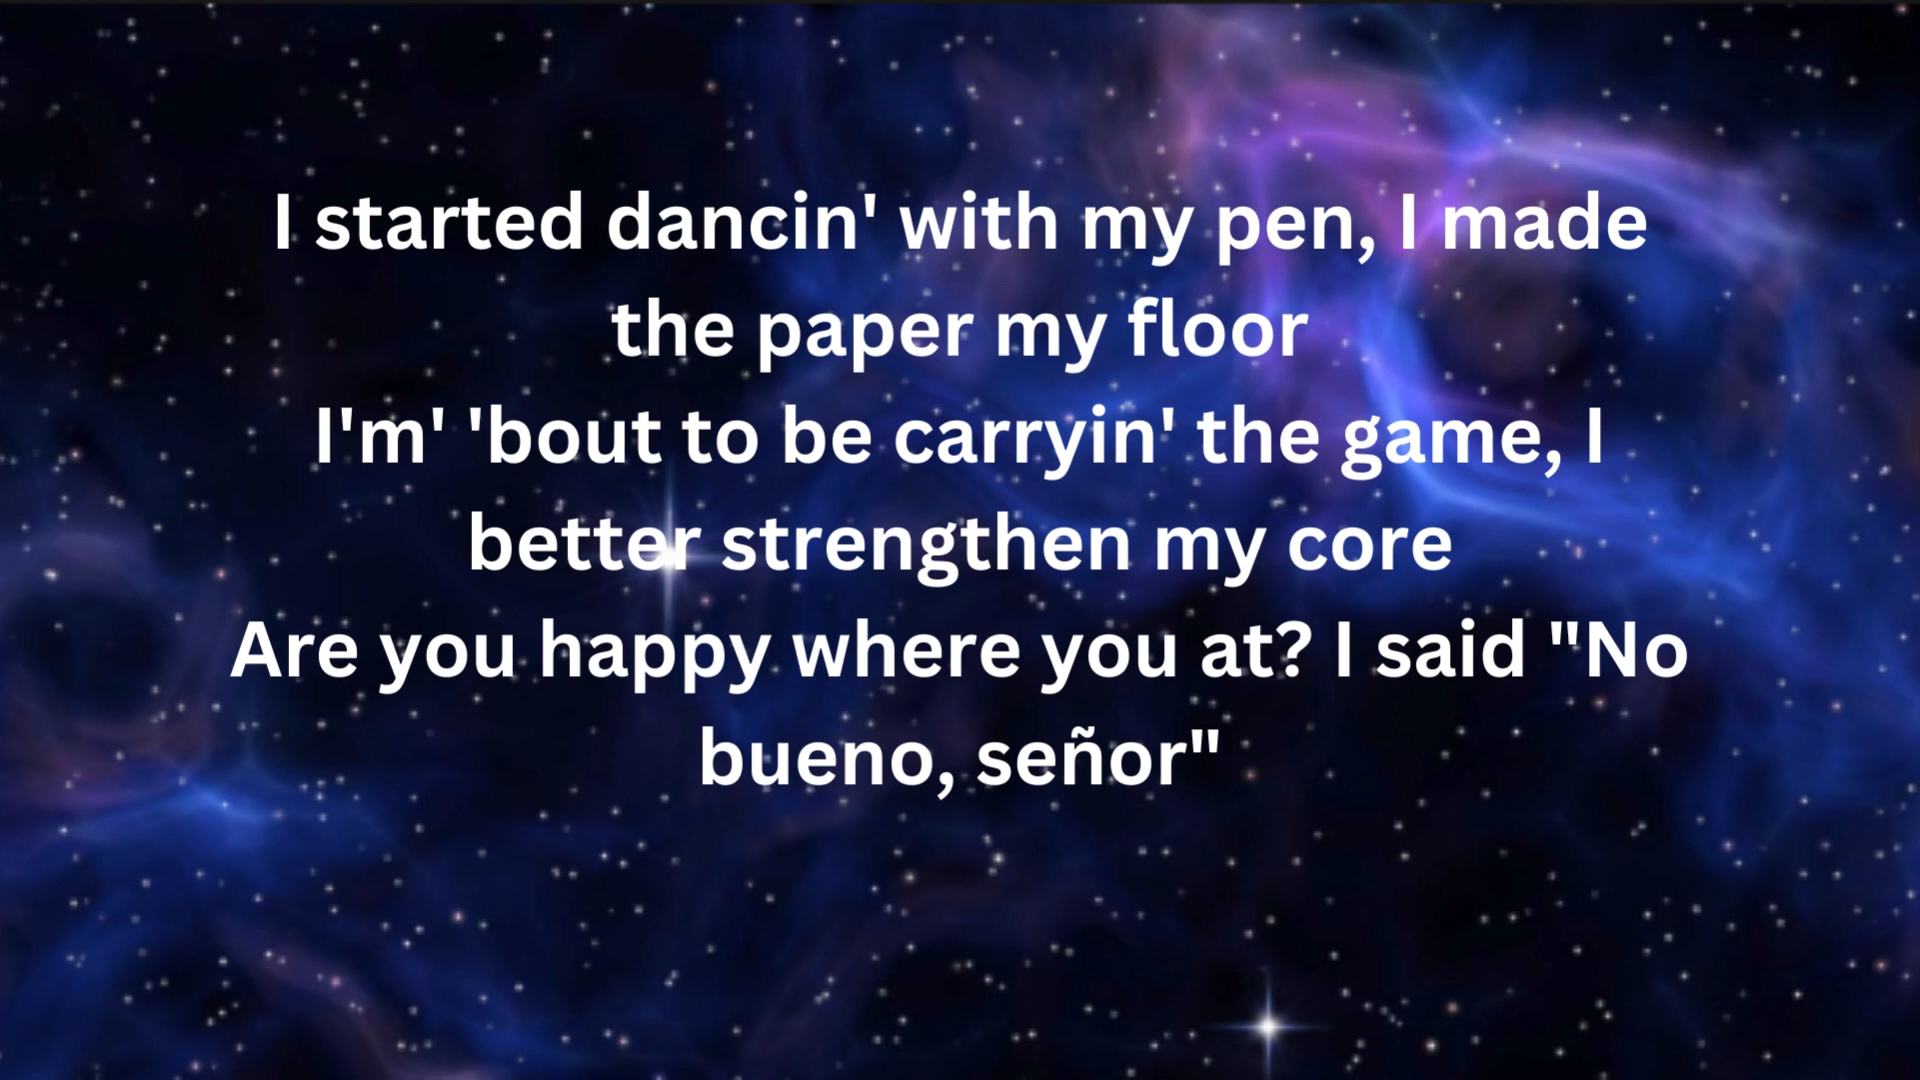 I started dancin' with my pen, I made
the paper my floor
I'm' 'bout to be carryin' the game, I
better strengthen my core
Are you happy where you at? I said "No
bueno, señor"